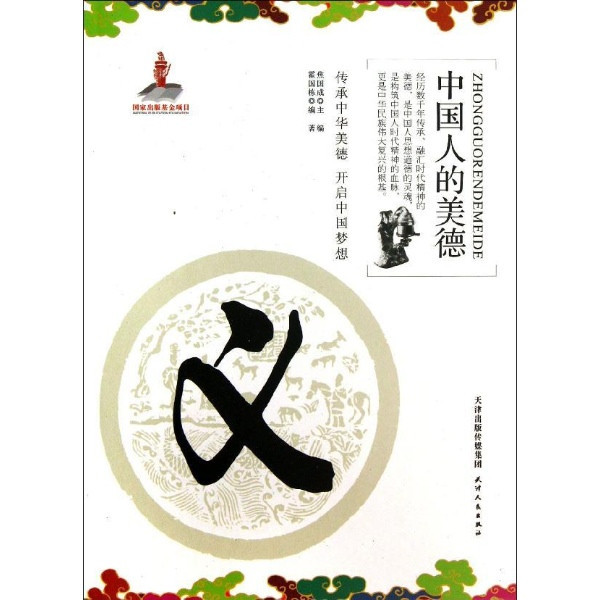 中国人的美德
ZHONGGUORENDEMEIDE
经历数千年传承、融汇时代精神的
美德，是中国人思想道德的灵魂，
是构筑中国人时代精神的血脉，
更是中华民族伟大复兴的根基。
传承中华美德 开启中国梦想
焦国成 主编
翟国栋 编著
国家出版基金项目
义
天津出版传媒集团
天津人民出版社